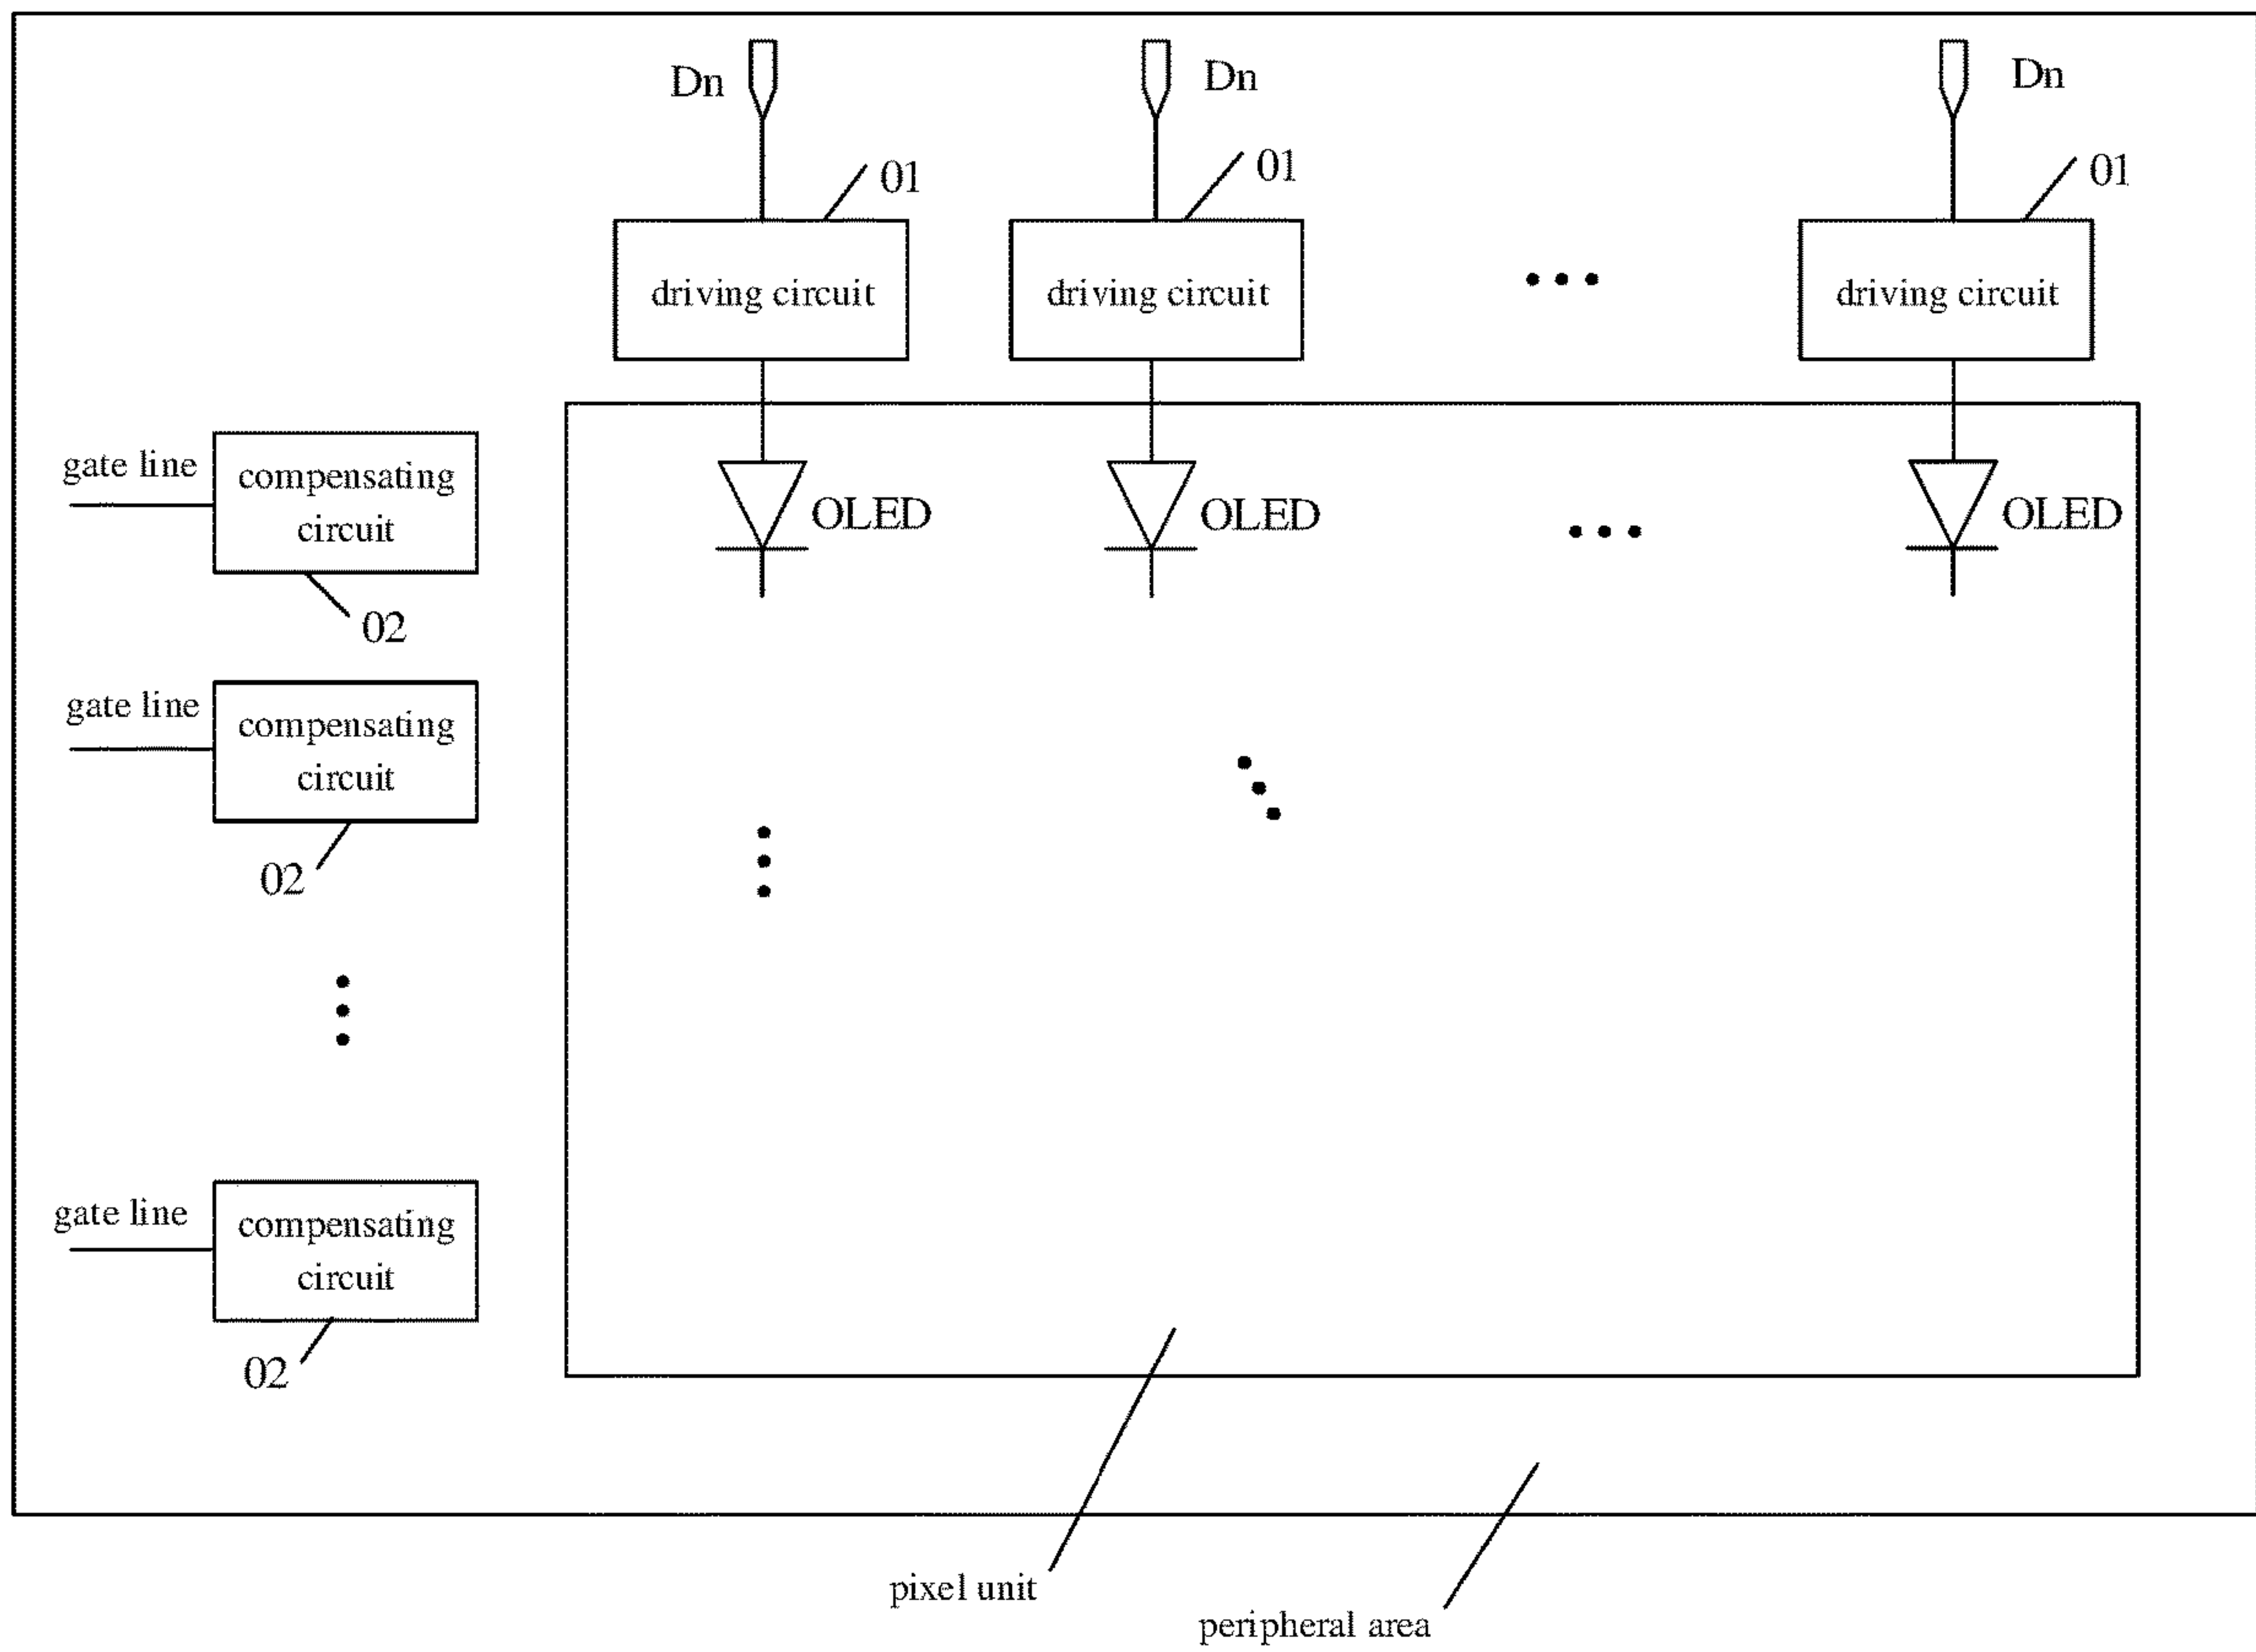 Dn Dn Dn
01 01 01
driving circuit driving circuit driving circuit
gate line
compensating
circuit
02
OLED OLED OLED
gate line
compensating
circuit
02
gate line
compensating
circuit
02
pixel unit
peripheral area